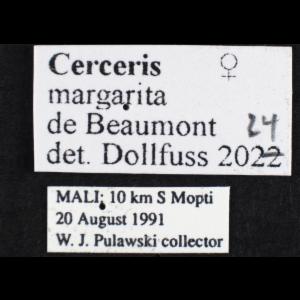 Cerceris ♀
margarita
de Beaumont 24
det. Dollfuss 2022
MALI: 10 km S Mopti
20 August 1991
W. J. Pulawski collector